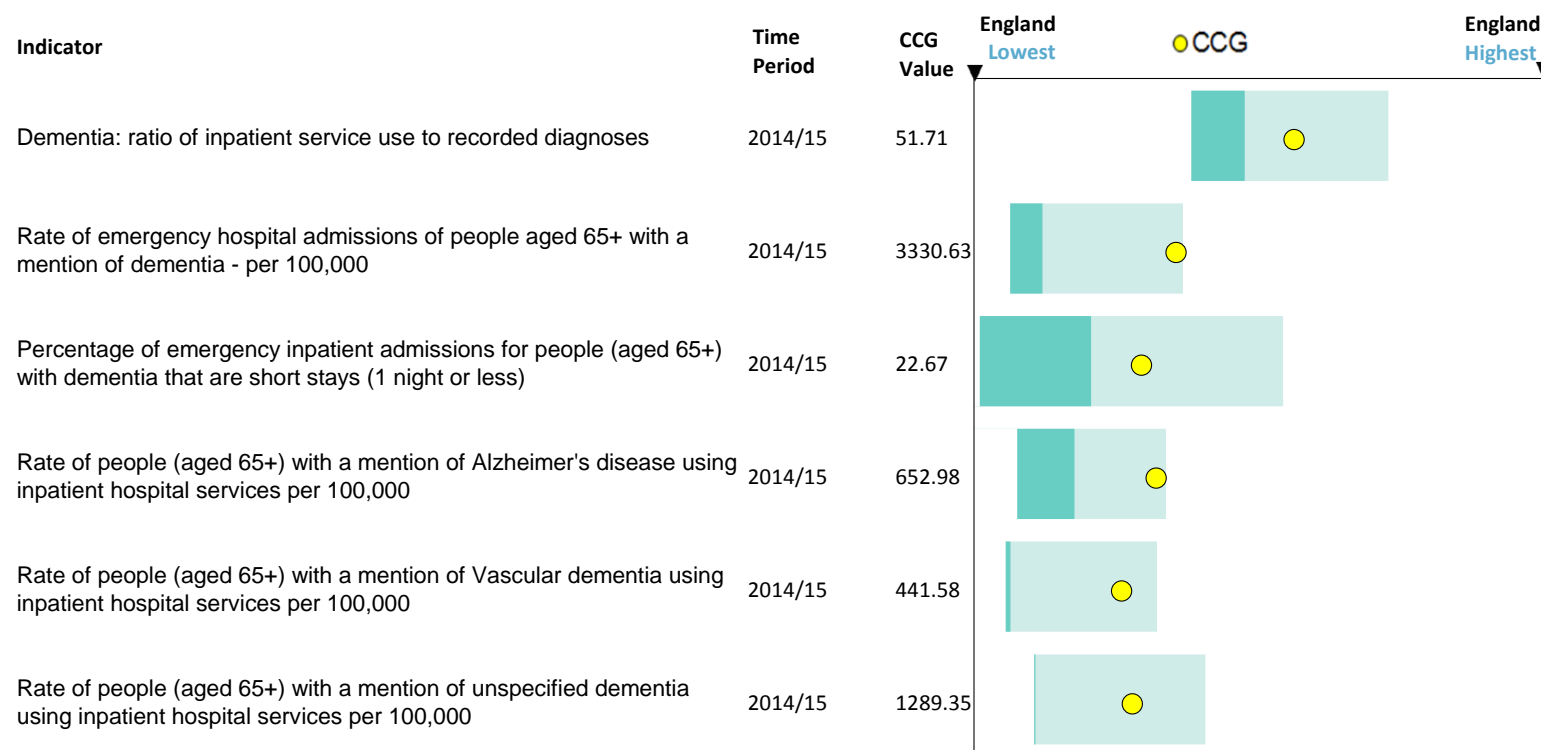 Indicator
Time
Period
CCG
Value
England
Lowest
CCG
England
Highest
Dementia: ratio of inpatient service use to recorded diagnoses
2014/15
51.71
Rate of emergency hospital admissions of people aged 65+ with a
mention of dementia - per 100,000
2014/15
3330.63
Percentage of emergency inpatient admissions for people (aged 65+)
with dementia that are short stays (1 night or less)
2014/15
22.67
Rate of people (aged 65+) with a mention of Alzheimer's disease using
inpatient hospital services per 100,000
2014/15
652.98
Rate of people (aged 65+) with a mention of Vascular dementia using
inpatient hospital services per 100,000
2014/15
441.58
Rate of people (aged 65+) with a mention of unspecified dementia
using inpatient hospital services per 100,000
2014/15
1289.35